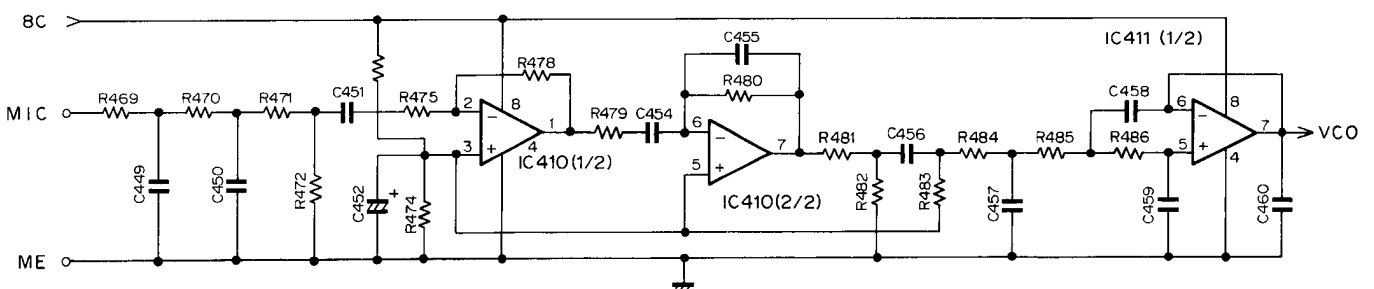 8C
MIC
ME
R469
R470
R471
C451
C449
C450
R472
C452
+
R474
R475
R478
2
3
8
1
4
−
+
IC410 (1/2)
R479
C454
C455
R480
6
5
7
−
+
IC410(2/2)
R481
C456
R482
R483
R484
R485
C457
C458
R486
C459
IC411 (1/2)
6
5
8
7
4
−
+
C460
VCO